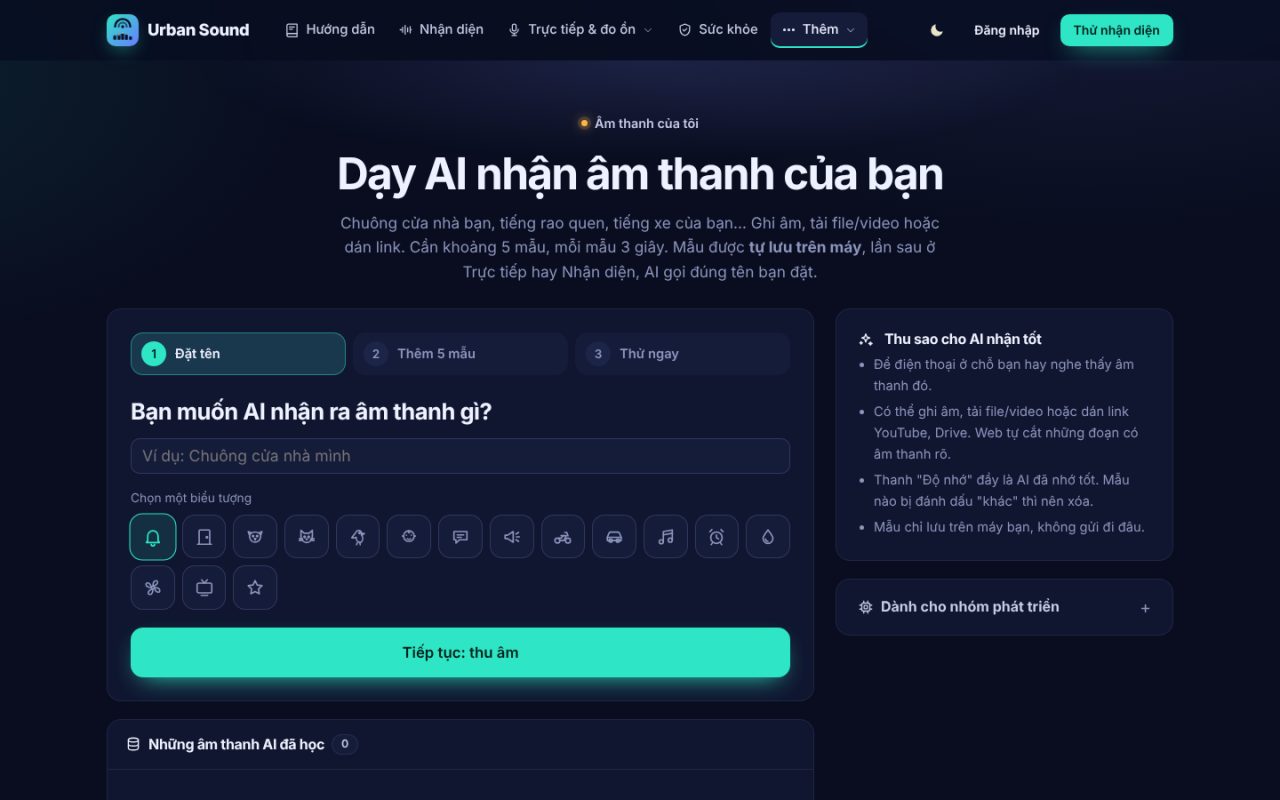 Urban Sound
Hướng dẫn
Nhận diện
Trực tiếp & đo ồn
Sức khỏe
Thêm
Đăng nhập
Thử nhận diện
Âm thanh của tôi
Dạy AI nhận âm thanh của bạn
Chuông cửa nhà bạn, tiếng rao quen, tiếng xe của bạn... Ghi âm, tải file/video hoặc
dán link. Cần khoảng 5 mẫu, mỗi mẫu 3 giây. Mẫu được tự lưu trên máy, lần sau ở
Trực tiếp hay Nhận diện, AI gọi đúng tên bạn đặt.
1 Đặt tên
2 Thêm 5 mẫu
3 Thử ngay
Bạn muốn AI nhận ra âm thanh gì?
Ví dụ: Chuông cửa nhà mình
Chọn một biểu tượng
Tiếp tục: thu âm
Những âm thanh AI đã học 0
Thu sao cho AI nhận tốt
Để điện thoại ở chỗ bạn hay nghe thấy âm
thanh đó.
Có thể ghi âm, tải file/video hoặc dán link
YouTube, Drive. Web tự cắt những đoạn có
âm thanh rõ.
Thanh "Độ nhớ" đầy là AI đã nhớ tốt. Mẫu
nào bị đánh dấu "khác" thì nên xóa.
Mẫu chỉ lưu trên máy bạn, không gửi đi đâu.
Dành cho nhóm phát triển +